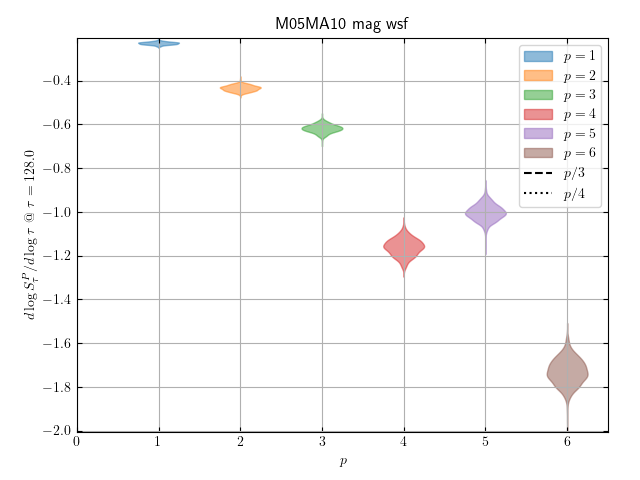 M05MA10 mag wsf
d log S_τ^P / d log τ @ τ = 128.0
−0.4
−0.6
−0.8
−1.0
−1.2
−1.4
−1.6
−1.8
−2.0
p = 1
p = 2
p = 3
p = 4
p = 5
p = 6
p/3
p/4
0 1 2 3 4 5 6
p